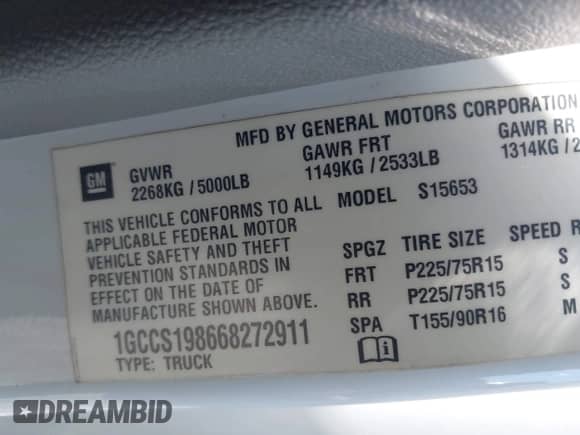 MFD BY GENERAL MOTORS CORPORATION
GM
GVWR
2268KG / 5000LB
GAWR FRT
1149KG / 2533LB
GAWR RR
1314KG / 2
THIS VEHICLE CONFORMS TO ALL
APPLICABLE FEDERAL MOTOR
VEHICLE SAFETY AND THEFT
PREVENTION STANDARDS IN
EFFECT ON THE DATE OF
MANUFACTURE SHOWN ABOVE.
1GCCS198668272911
TYPE: TRUCK
MODEL S15653
SPGZ TIRE SIZE SPEED R
FRT P225/75R15 S
RR P225/75R15 S
SPA T155/90R16 M
DREAMBID